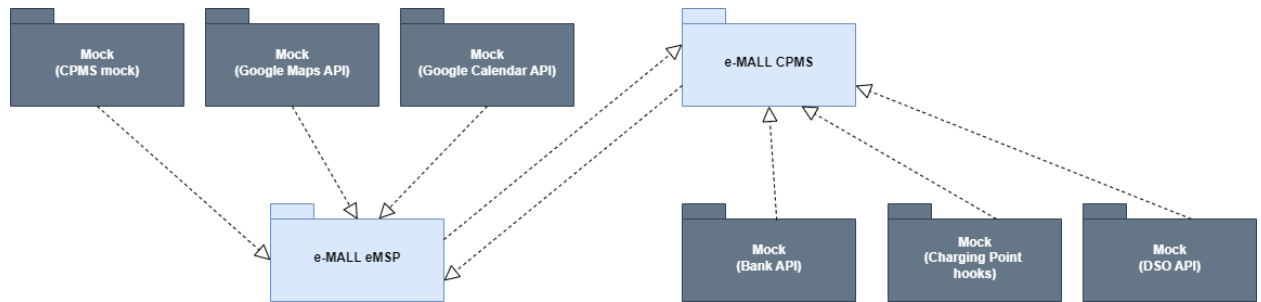 Mock
(CPMS mock)
Mock
(Google Maps API)
Mock
(Google Calendar API)
e-MALL CPMS
e-MALL eMSP
Mock
(Bank API)
Mock
(Charging Point
hooks)
Mock
(DSO API)